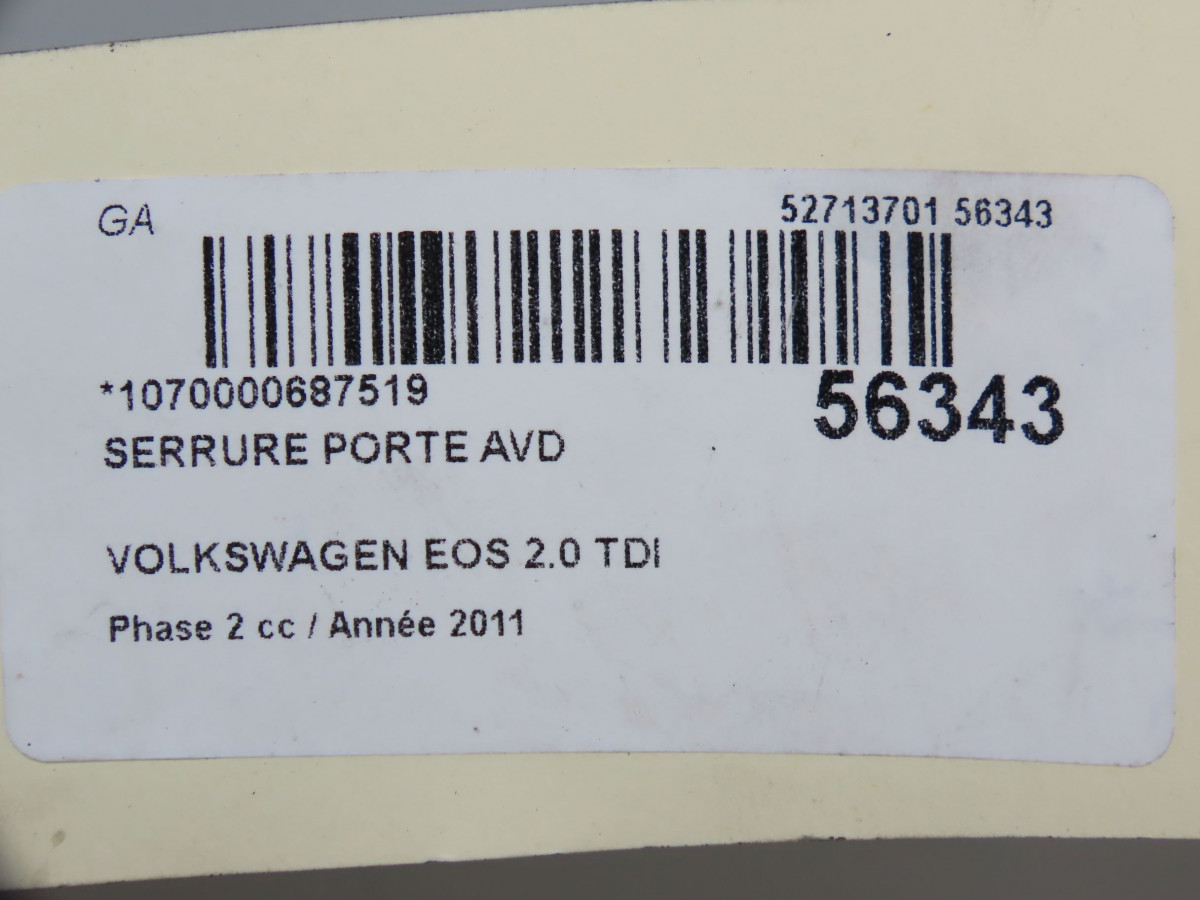 GA
52713701 56343
*1070000687519
56343
SERRURE PORTE AVD
VOLKSWAGEN EOS 2.0 TDI
Phase 2 cc / Année 2011